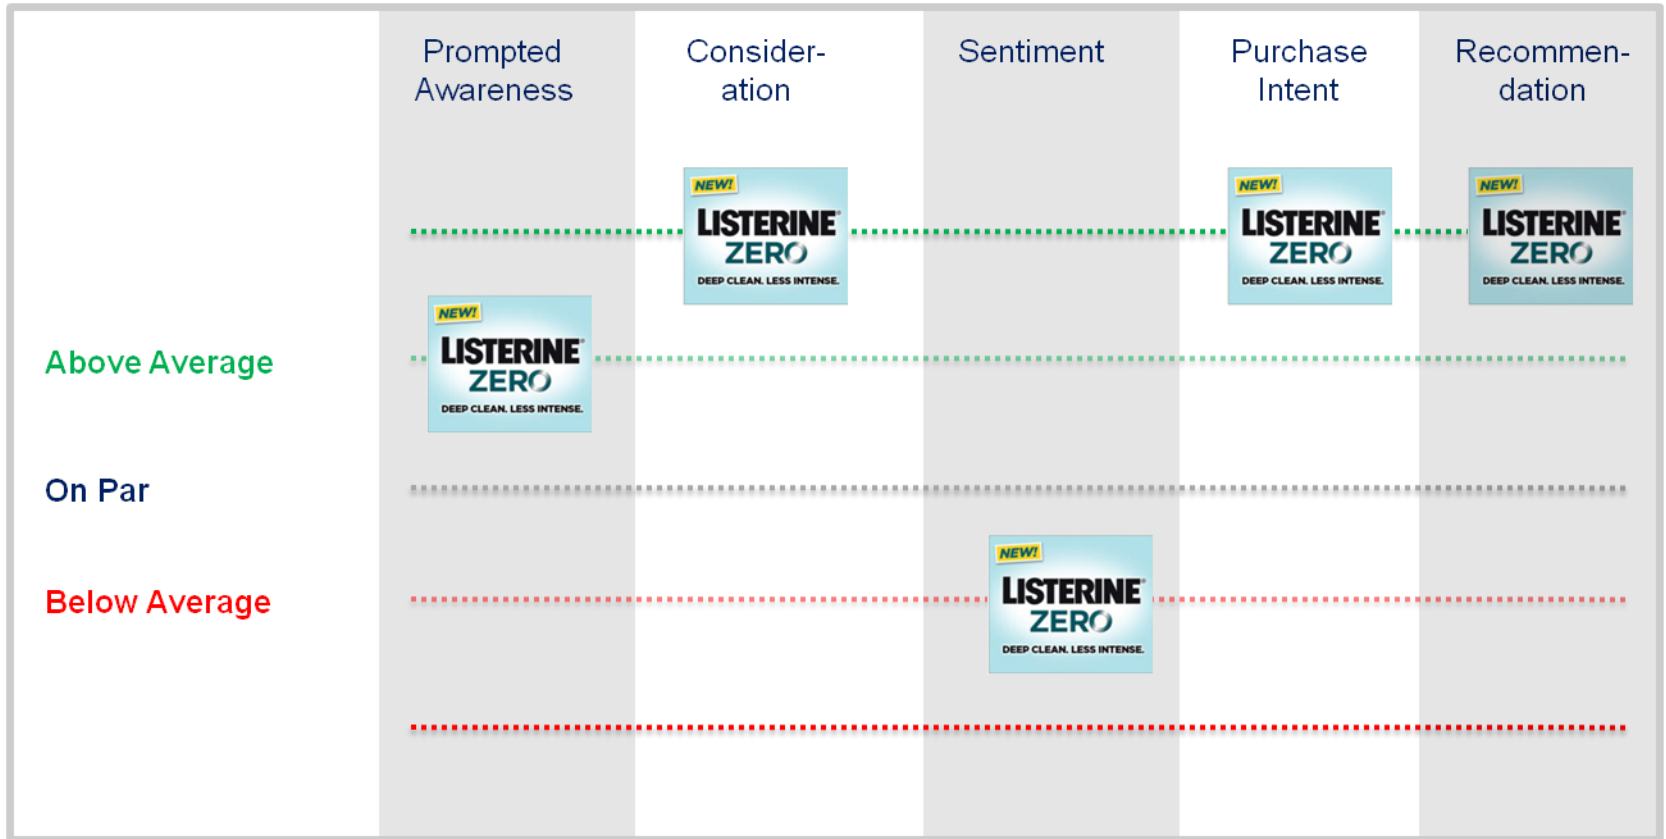 Prompted
Awareness
Consider-
ation
Sentiment
Purchase
Intent
Recommen-
dation
NEW!
LISTERINE®
ZERO
DEEP CLEAN. LESS INTENSE.
NEW!
LISTERINE®
ZERO
DEEP CLEAN. LESS INTENSE.
NEW!
LISTERINE®
ZERO
DEEP CLEAN. LESS INTENSE.
NEW!
LISTERINE®
ZERO
DEEP CLEAN. LESS INTENSE.
Above Average
On Par
NEW!
LISTERINE®
ZERO
DEEP CLEAN. LESS INTENSE.
Below Average